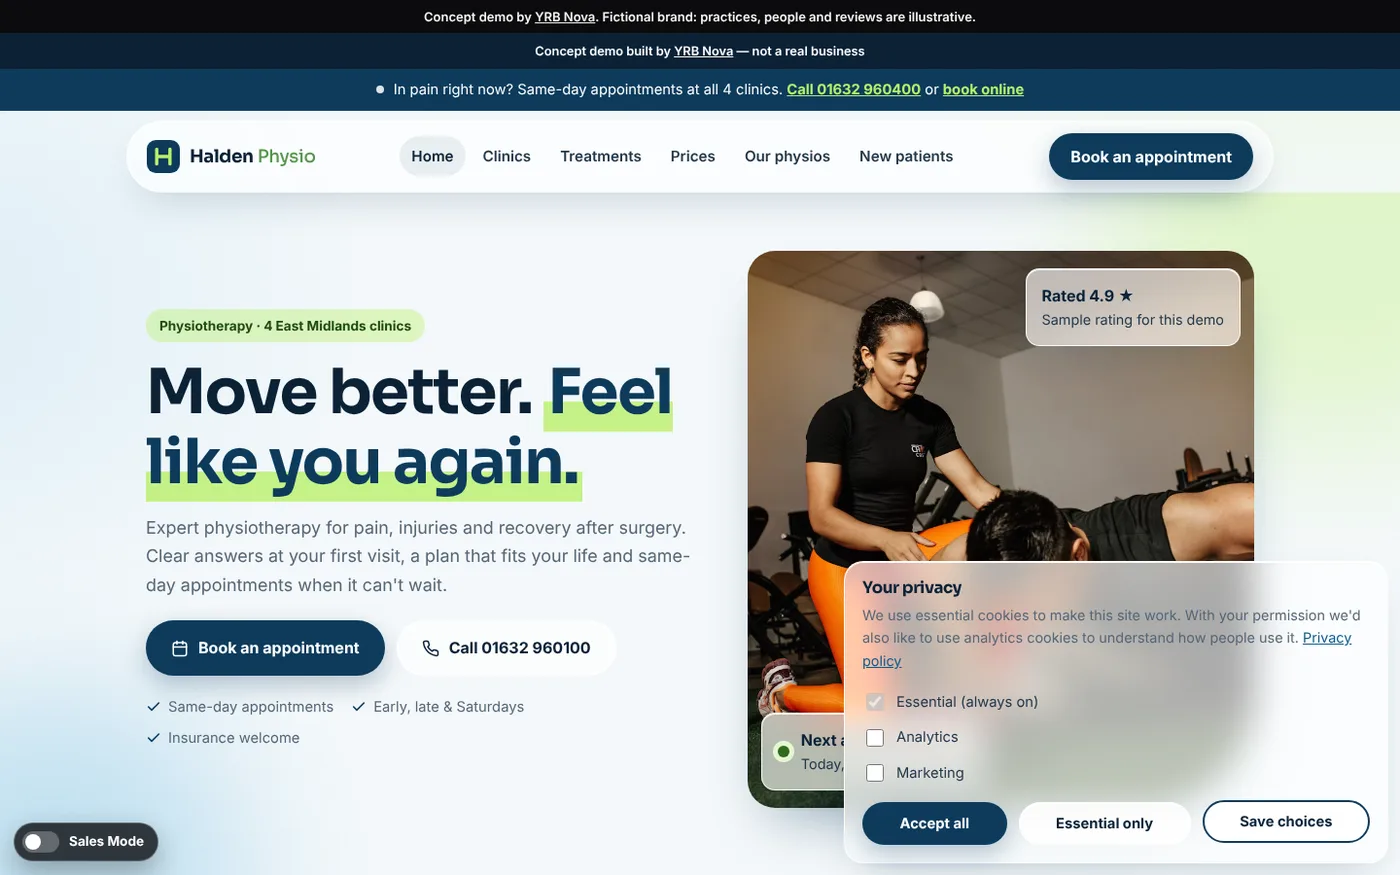 Concept demo by YRB Nova. Fictional brand: practices, people and reviews are illustrative.
Concept demo built by YRB Nova — not a real business
In pain right now? Same-day appointments at all 4 clinics. Call 01632 960400 or book online
H Halden Physio
Home
Clinics
Treatments
Prices
Our physios
New patients
Book an appointment
Physiotherapy · 4 East Midlands clinics
Move better. Feel
like you again.
Expert physiotherapy for pain, injuries and recovery after surgery.
Clear answers at your first visit, a plan that fits your life and same-
day appointments when it can't wait.
Book an appointment
Call 01632 960100
Same-day appointments
Early, late & Saturdays
Insurance welcome
Rated 4.9 ★
Sample rating for this demo
Next
Today,
Your privacy
We use essential cookies to make this site work. With your permission we'd
also like to use analytics cookies to understand how people use it. Privacy
policy
Essential (always on)
Analytics
Marketing
Accept all
Essential only
Save choices
Sales Mode